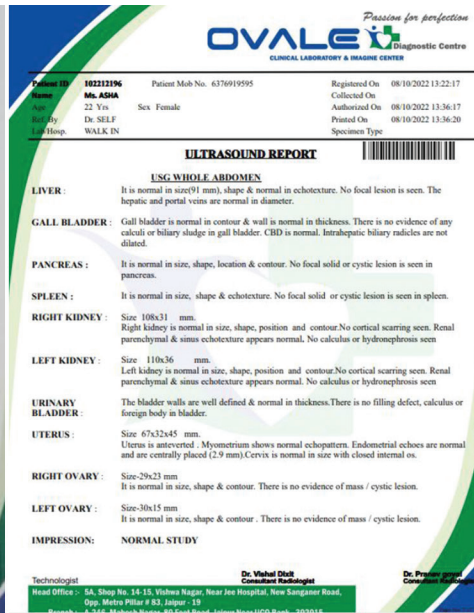 Passion for perfection
OVALE
Diagnostic Centre
CLINICAL LABORATORY & IMAGINE CENTER
Patient ID 102212196 Patient Mob No. 6376919595 Registered On 08/10/2022 13:22:17
Name Ms. ASHA Collected On
Age 22 Yrs Sex Female Authorized On 08/10/2022 13:36:17
Ref. By Dr. SELF Printed On 08/10/2022 13:36:20
Lab/Hosp. WALK IN Specimen Type
ULTRASOUND REPORT
USG WHOLE ABDOMEN
LIVER : It is normal in size(91 mm), shape & normal in echotexture. No focal lesion is seen. The
hepatic and portal veins are normal in diameter.
GALL BLADDER : Gall bladder is normal in contour & wall is normal in thickness. There is no evidence of any
calculi or biliary sludge in gall bladder. CBD is normal. Intrahepatic biliary radicles are not
dilated.
PANCREAS : It is normal in size, shape, location & contour. No focal solid or cystic lesion is seen in
pancreas.
SPLEEN : It is normal in size, shape & echotexture. No focal solid or cystic lesion is seen in spleen.
RIGHT KIDNEY : Size 108x31 mm.
Right kidney is normal in size, shape, position and contour.No cortical scarring seen. Renal
parenchymal & sinus echotexture appears normal. No calculus or hydronephrosis seen
LEFT KIDNEY : Size 110x36 mm.
Left kidney is normal in size, shape, position and contour.No cortical scarring seen. Renal
parenchymal & sinus echotexture appears normal. No calculus or hydronephrosis seen
URINARY The bladder walls are well defined & normal in thickness.There is no filling defect, calculus or
BLADDER : foreign body in bladder.
UTERUS : Size 67x32x45 mm.
Uterus is anteverted . Myometrium shows normal echopattern. Endometrial echoes are normal
and are centrally placed (2.9 mm).Cervix is normal in size with closed internal os.
RIGHT OVARY : Size-29x23 mm
It is normal in size, shape & contour. There is no evidence of mass / cystic lesion.
LEFT OVARY : Size-30x15 mm
It is normal in size, shape & contour . There is no evidence of mass / cystic lesion.
IMPRESSION: NORMAL STUDY
Technologist Dr. Vishal Dixit Dr. Pranav goyal
Consultant Radiologist Consultant Radiologist
Head Office :- 5A, Shop No. 14-15, Vishwa Nagar, Near Jee Hospital, New Sanganer Road,
Opp. Metro Pillar # 83, Jaipur - 19